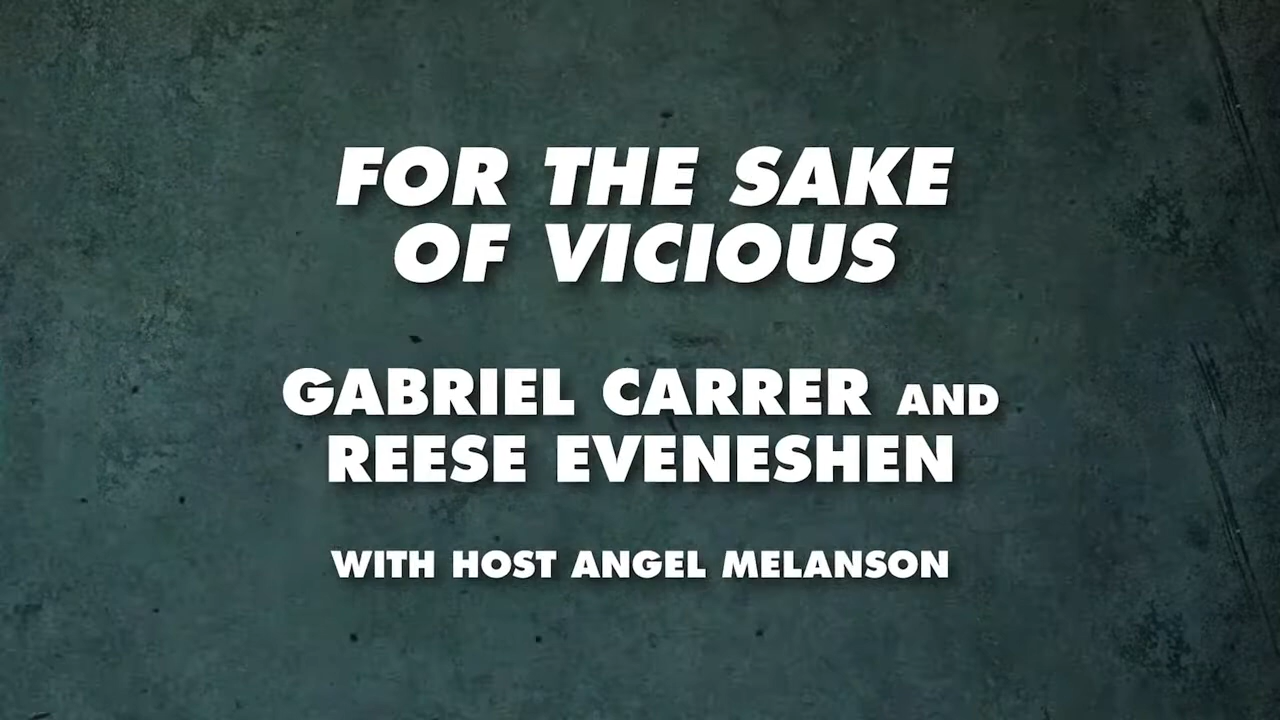 FOR THE SAKE
OF VICIOUS
GABRIEL CARRER AND
REESE EVENESHEN
WITH HOST ANGEL MELANSON